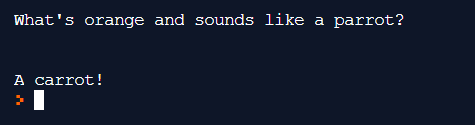 What's orange and sounds like a parrot?
A carrot!
>